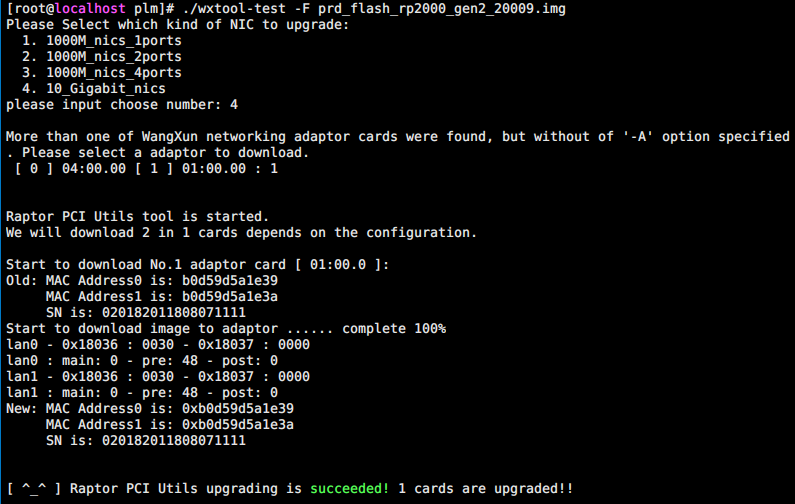 [root@localhost plm]# ./wxtool-test -F prd_flash_rp2000_gen2_20009.img
Please Select which kind of NIC to upgrade:
  1. 1000M_nics_1ports
  2. 1000M_nics_2ports
  3. 1000M_nics_4ports
  4. 10_Gigabit_nics
please input choose number: 4
More than one of WangXun networking adaptor cards were found, but without of '-A' option specified
. Please select a adaptor to download.
 [ 0 ] 04:00.00 [ 1 ] 01:00.00 : 1
Raptor PCI Utils tool is started.
We will download 2 in 1 cards depends on the configuration.
Start to download No.1 adaptor card [ 01:00.0 ]:
Old: MAC Address0 is: b0d59d5a1e39
     MAC Address1 is: b0d59d5a1e3a
     SN is: 020182011808071111
Start to download image to adaptor ...... complete 100%
lan0 - 0x18036 : 0030 - 0x18037 : 0000
lan0 : main: 0 - pre: 48 - post: 0
lan1 - 0x18036 : 0030 - 0x18037 : 0000
lan1 : main: 0 - pre: 48 - post: 0
New: MAC Address0 is: 0xb0d59d5a1e39
     MAC Address1 is: 0xb0d59d5a1e3a
     SN is: 020182011808071111
[ ^_^ ] Raptor PCI Utils upgrading is succeeded! 1 cards are upgraded!!